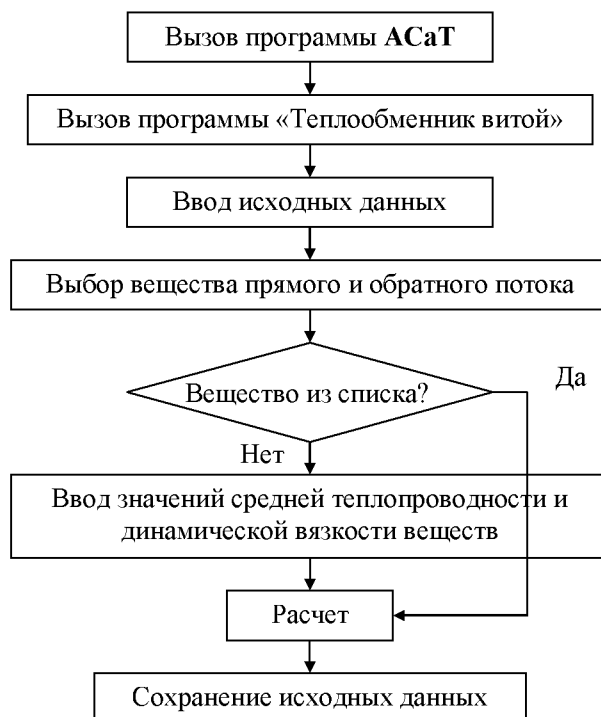 Вызов программы ACaT
Вызов программы «Теплообменник витой»
Ввод исходных данных
Выбор вещества прямого и обратного потока
Вещество из списка?
Да
Нет
Ввод значений средней теплопроводности и
динамической вязкости веществ
Расчет
Сохранение исходных данных